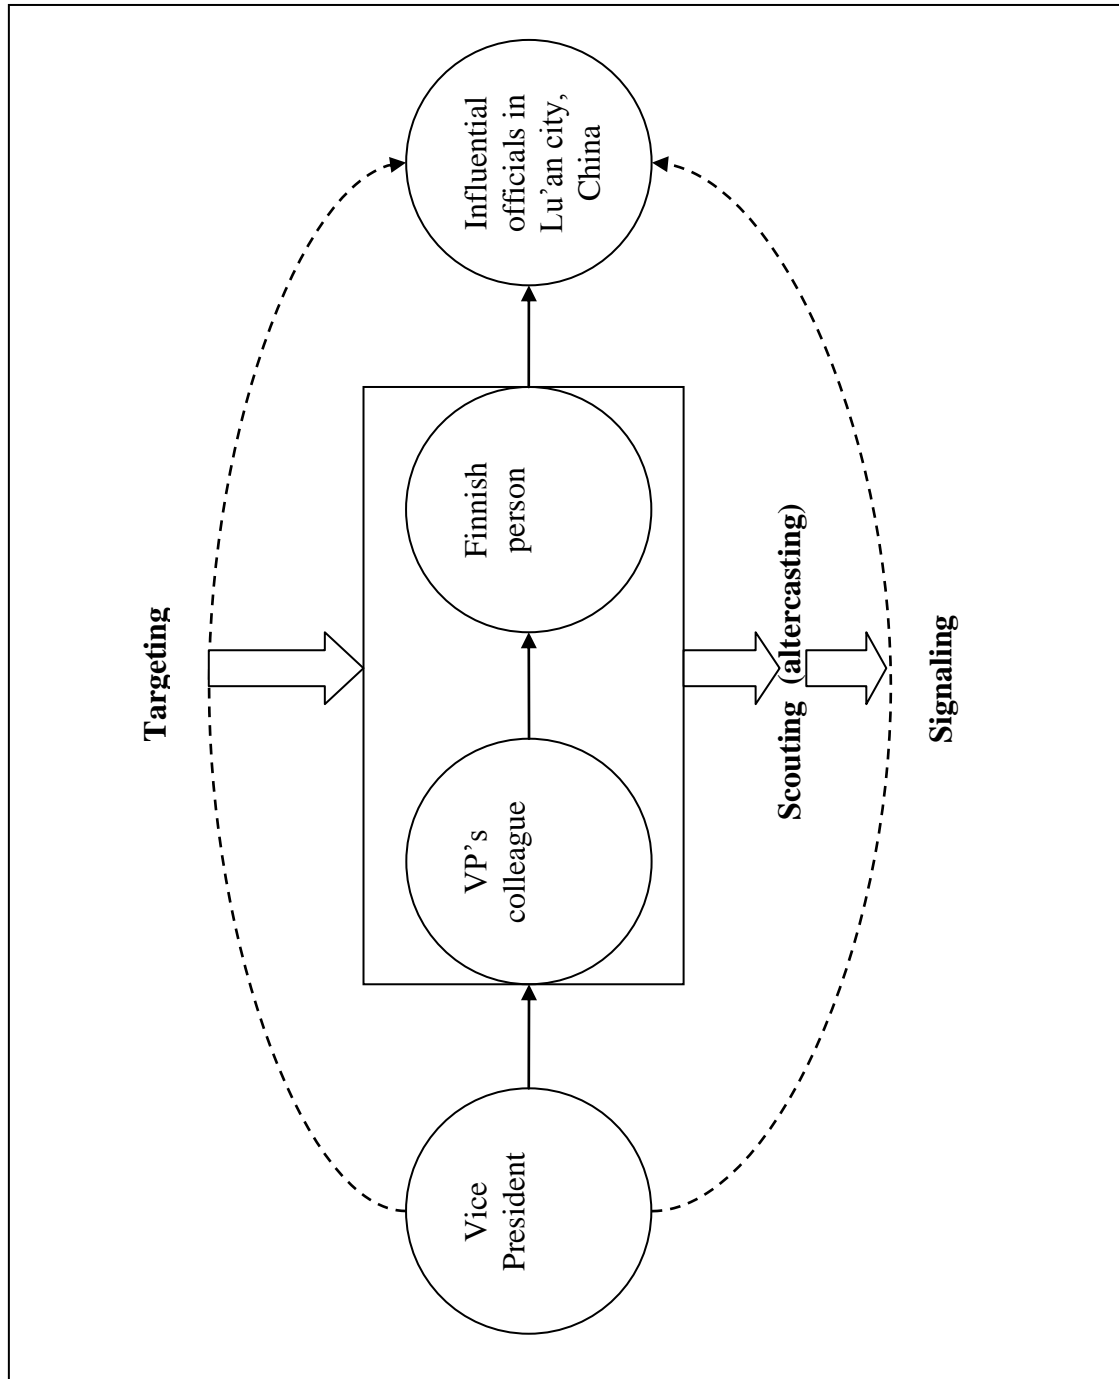 Targeting
Vice
President
VP’s
colleague
Finnish
person
Influential
officials in
Lu’an city,
China
Scouting (altercasting)
Signaling